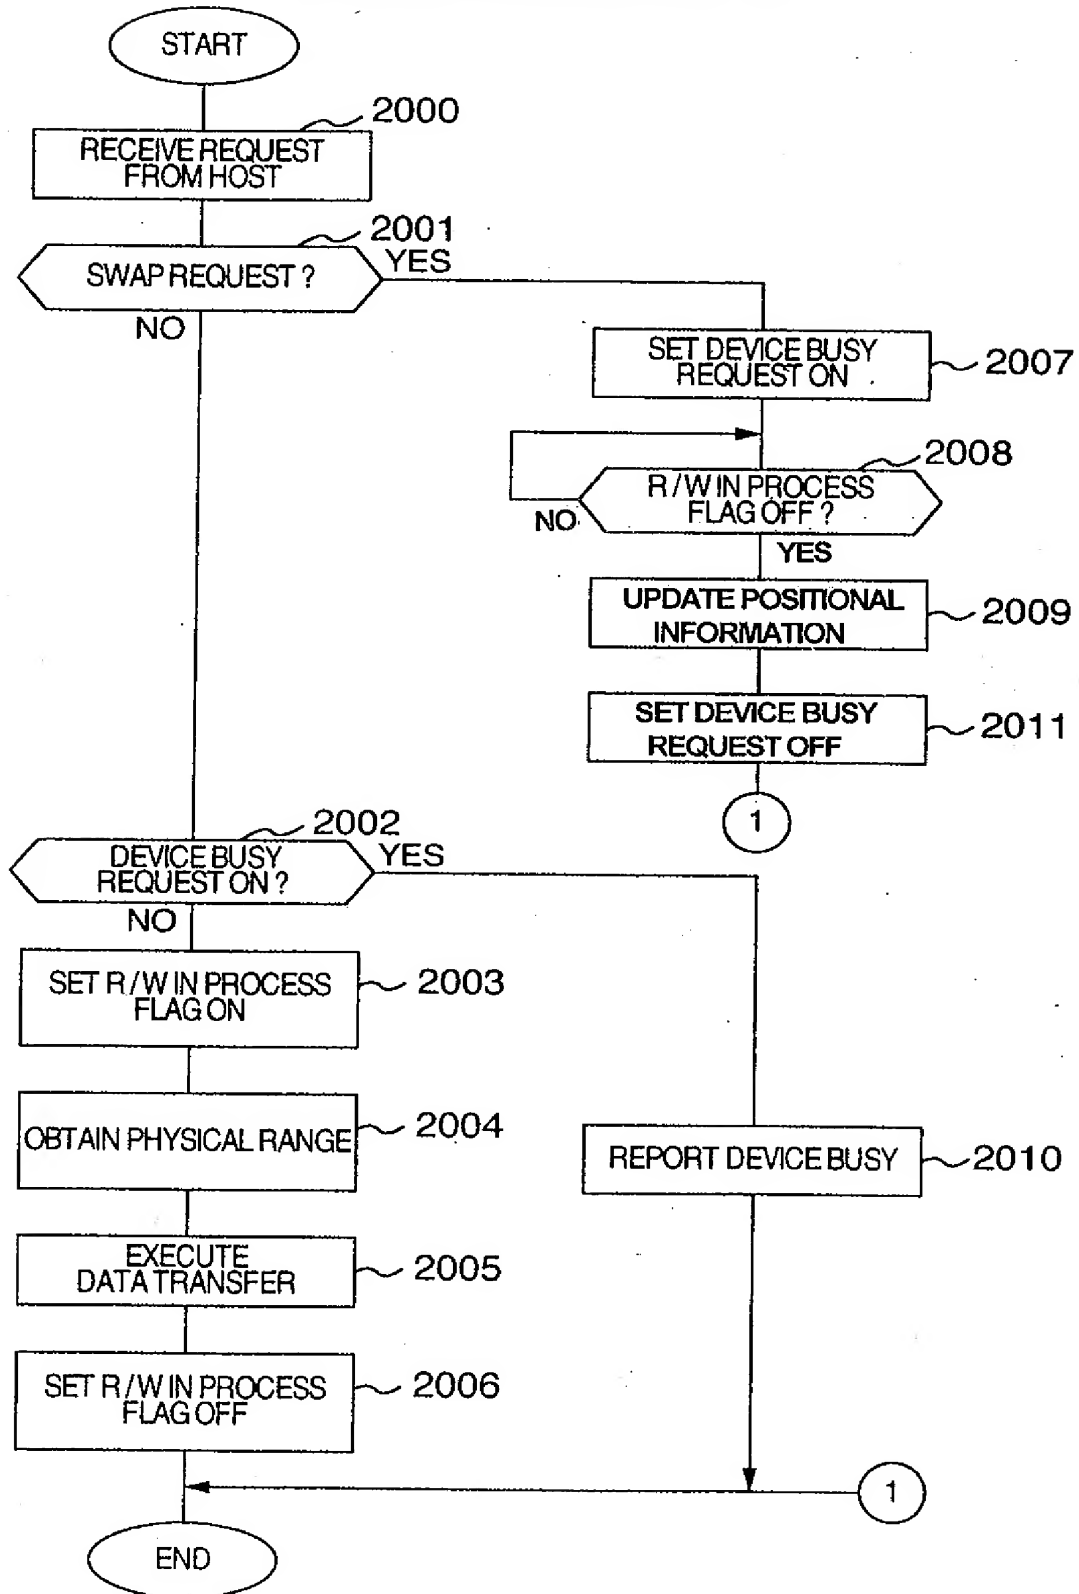 START
2000
RECEIVE REQUEST
FROM HOST
2001
SWAP REQUEST ?
YES
NO
SET DEVICE BUSY
REQUEST ON
2007
2008
R / W IN PROCESS
FLAG OFF ?
NO
YES
UPDATE POSITIONAL
INFORMATION
2009
SET DEVICE BUSY
REQUEST OFF
2011
1
2002
DEVICE BUSY
REQUEST ON ?
YES
NO
SET R / W IN PROCESS
FLAG ON
2003
OBTAIN PHYSICAL RANGE
2004
REPORT DEVICE BUSY
2010
EXECUTE
DATA TRANSFER
2005
SET R / W IN PROCESS
FLAG OFF
2006
1
END